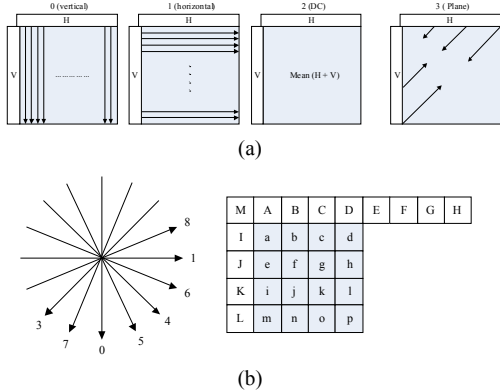 0 (vertical) 1 (horizontal) 2 (DC) 3 ( Plane)
H H H H
V V V V
.............. Mean (H + V)
(a)
8
1
6
4
5
0
7
3
M A B C D E F G H
I a b c d
J e f g h
K i j k l
L m n o p
(b)